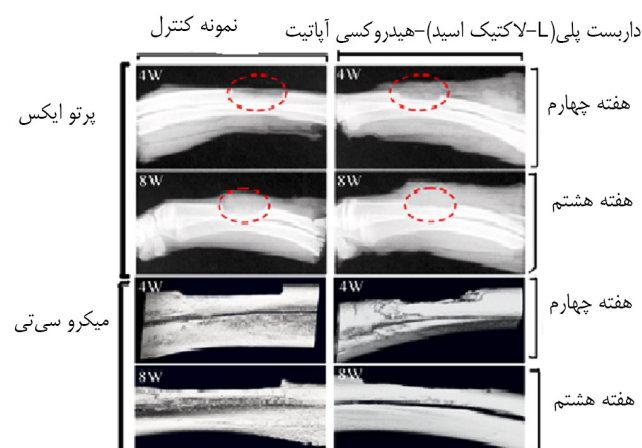 داربست پلی(L-لاکتیک اسید)-هیدروکسی آپاتیت
نمونه کنترل
پرتو ایکس
4W
4W
هفته چهارم
8W
8W
هفته هشتم
میکرو سی‌تی
4W
4W
هفته چهارم
8W
8W
هفته هشتم